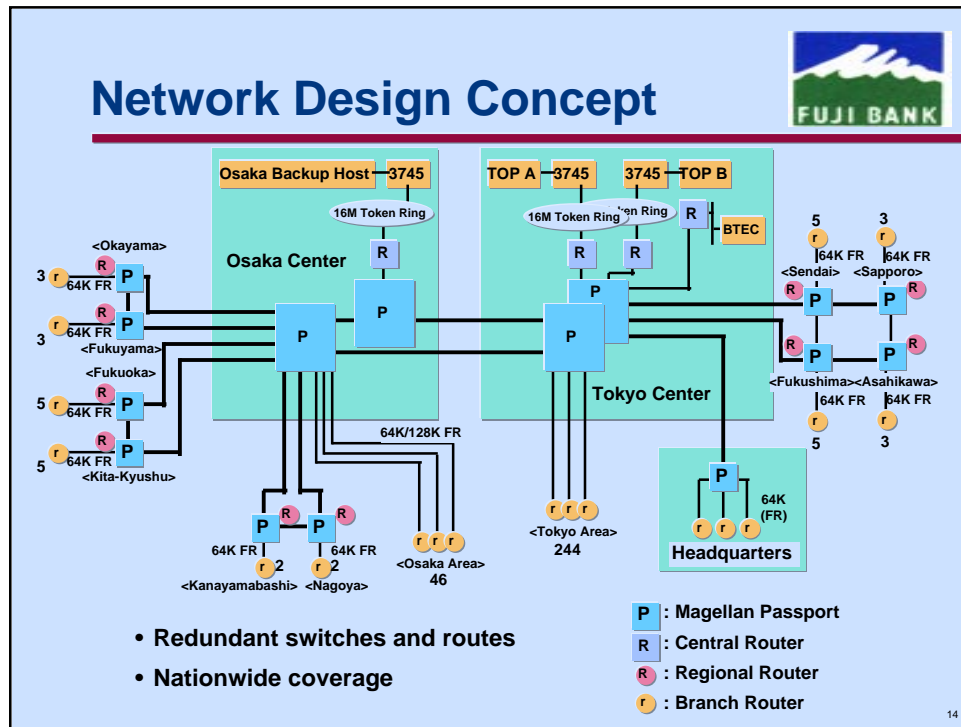 Network Design Concept
FUJI BANK
Osaka Backup Host
3745
16M Token Ring
R
Osaka Center
P
P
TOP A
3745
3745
TOP B
16M Token Ring
ken Ring
R
BTEC
R
R
P
P
Tokyo Center
<Okayama>
R
P
3
r
64K FR
R
P
3
r
64K FR
<Fukuyama>
<Fukuoka>
R
P
5
r
64K FR
R
P
5
r
64K FR
<Kita-Kyushu>
5
3
r
r
64K FR
64K FR
<Sendai>
<Sapporo>
R
P
P
R
R
P
P
R
<Fukushima>
<Asahikawa>
64K FR
64K FR
r
r
5
3
64K/128K FR
P
R
P
R
64K FR
64K FR
r
2
r
2
<Kanayamabashi>
<Nagoya>
r r r
<Osaka Area>
46
r r r
<Tokyo Area>
244
P
64K
(FR)
r r r
Headquarters
• Redundant switches and routes
• Nationwide coverage
P : Magellan Passport
R : Central Router
R : Regional Router
r : Branch Router
14